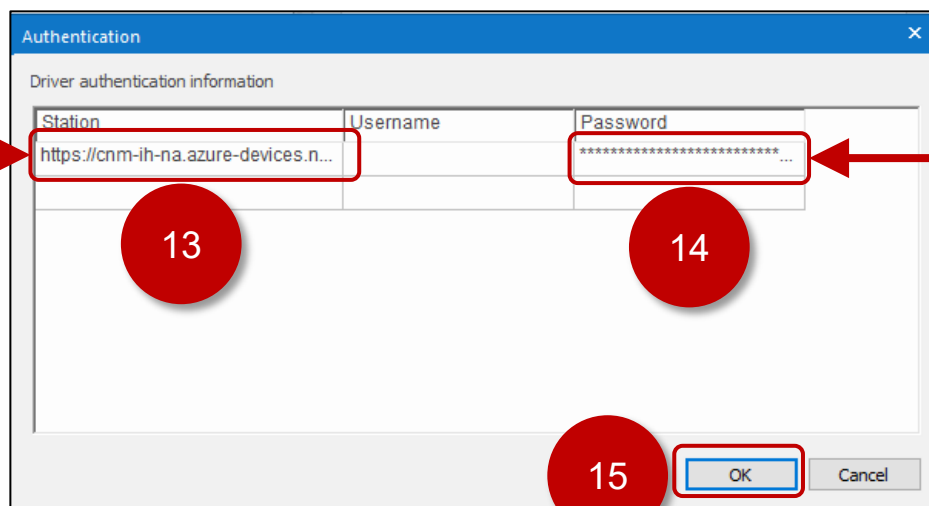 Authentication
Driver authentication information
Station Username Password
https://cnm-ih-na.azure-devices.n... **************************...
13 14
15 OK Cancel